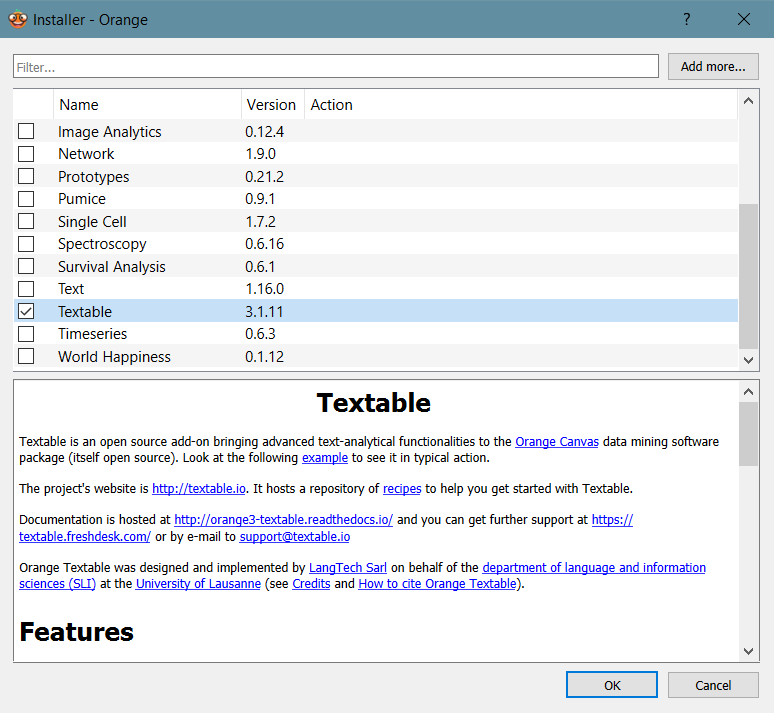 Installer - Orange
?
Filter...
Add more...
Name Version Action
Image Analytics 0.12.4
Network 1.9.0
Prototypes 0.21.2
Pumice 0.9.1
Single Cell 1.7.2
Spectroscopy 0.6.16
Survival Analysis 0.6.1
Text 1.16.0
Textable 3.1.11
Timeseries 0.6.3
World Happiness 0.1.12
Textable
Textable is an open source add-on bringing advanced text-analytical functionalities to the Orange Canvas data mining software
package (itself open source). Look at the following example to see it in typical action.
The project's website is http://textable.io. It hosts a repository of recipes to help you get started with Textable.
Documentation is hosted at http://orange3-textable.readthedocs.io/ and you can get further support at https://
textable.freshdesk.com/ or by e-mail to support@textable.io
Orange Textable was designed and implemented by LangTech Sarl on behalf of the department of language and information
sciences (SLI) at the University of Lausanne (see Credits and How to cite Orange Textable).
Features
OK
Cancel